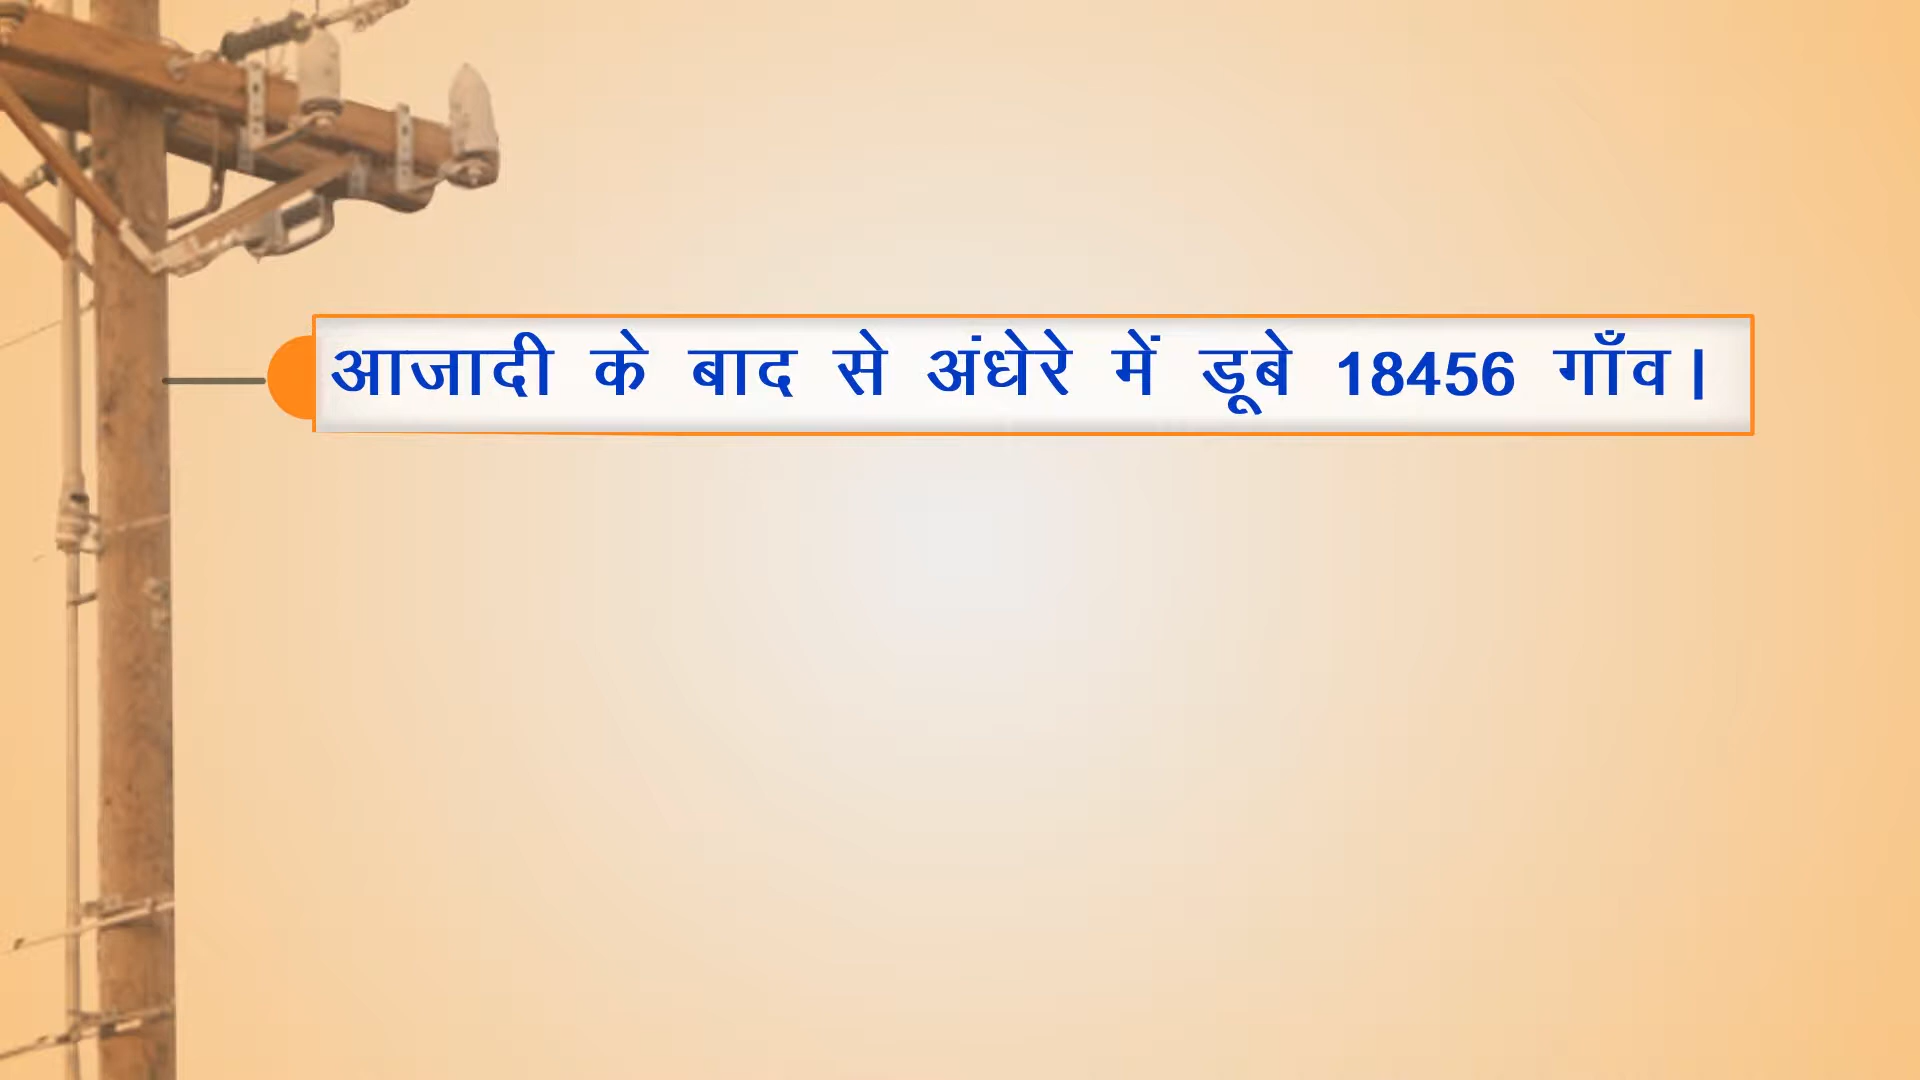 आजादी के बाद से अंधेरे में डूबे 18456 गाँव।